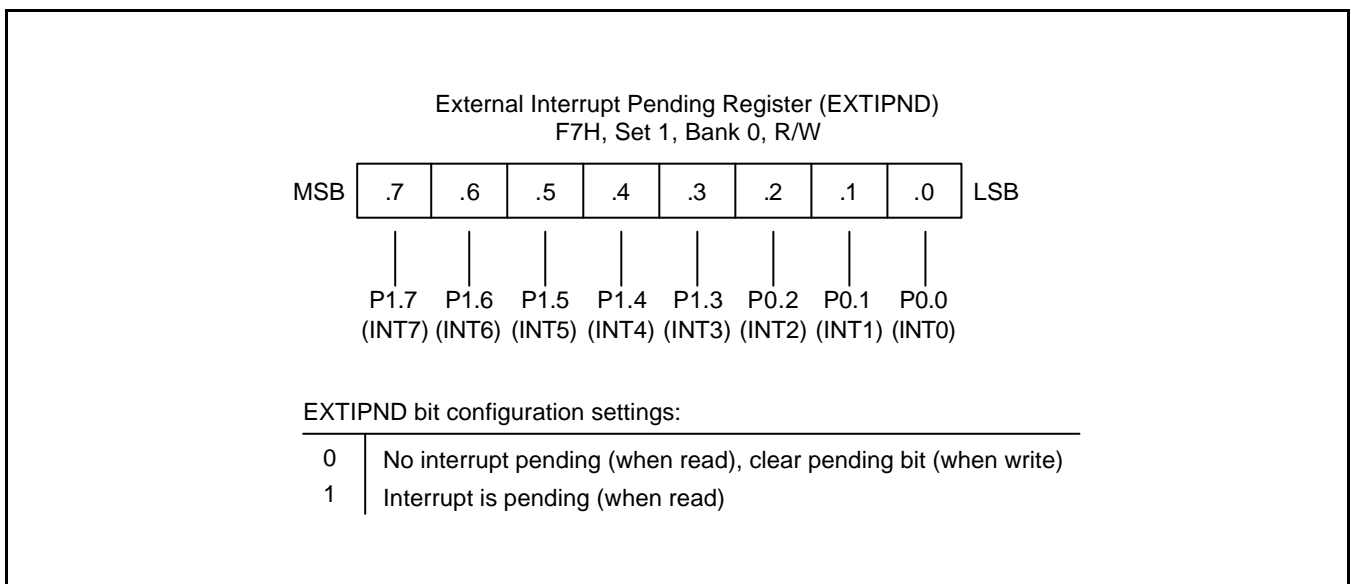 External Interrupt Pending Register (EXTIPND)
F7H, Set 1, Bank 0, R/W
MSB .7 .6 .5 .4 .3 .2 .1 .0 LSB
P1.7 P1.6 P1.5 P1.4 P1.3 P0.2 P0.1 P0.0
(INT7) (INT6) (INT5) (INT4) (INT3) (INT2) (INT1) (INT0)
EXTIPND bit configuration settings:
0 No interrupt pending (when read), clear pending bit (when write)
1 Interrupt is pending (when read)